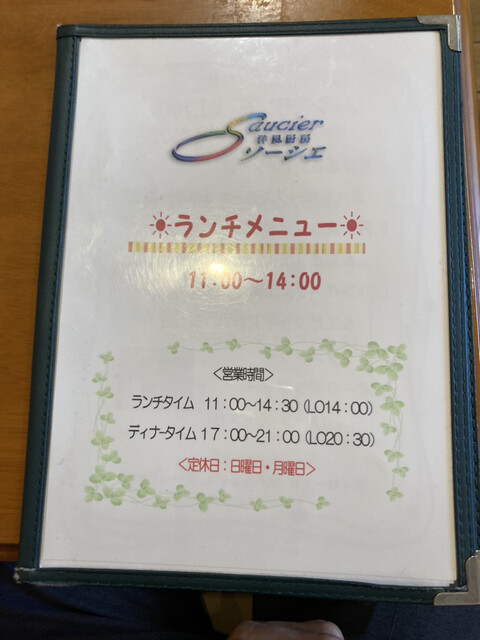 Saucier
洋風厨房
ソーシエ
ランチメニュー
11:00～14:00
＜営業時間＞
ランチタイム 11：00～14：30（LO14：00）
ディナータイム 17：00～21：00（LO20：30）
＜定休日：日曜日・月曜日＞